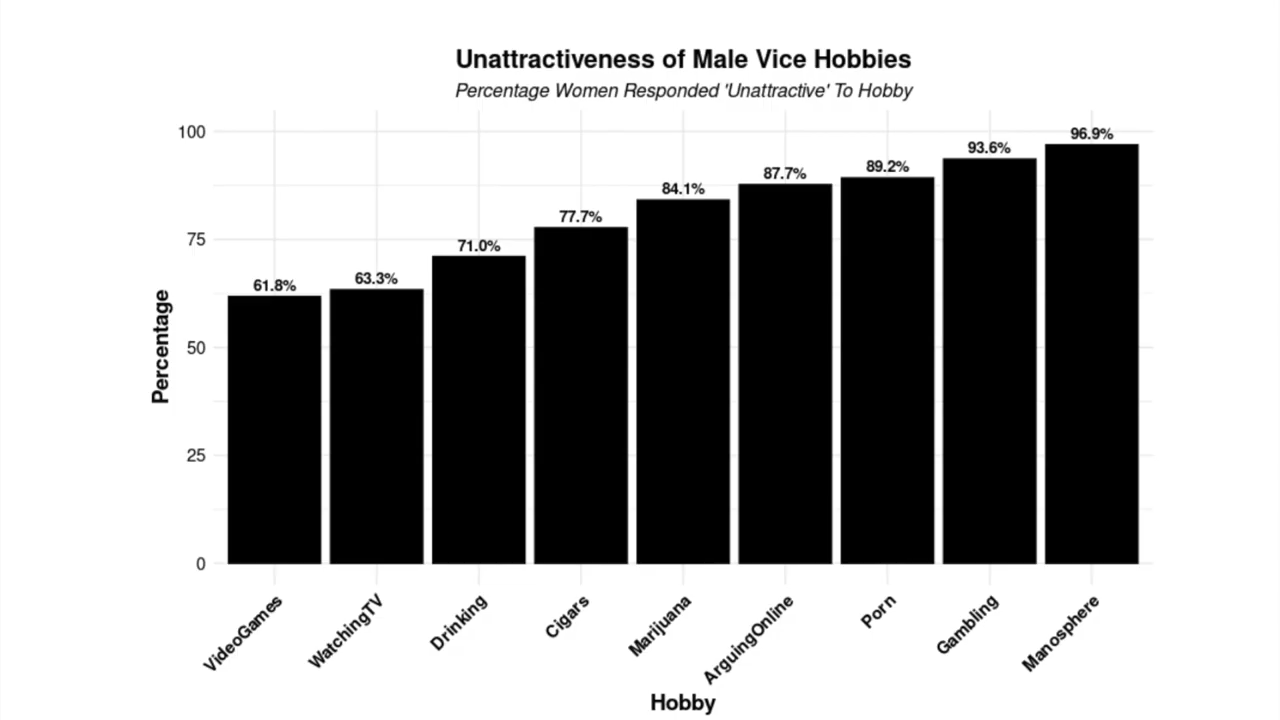 Unattractiveness of Male Vice Hobbies
Percentage Women Responded 'Unattractive' To Hobby
Percentage
100
75
50
25
0
61.8%
63.3%
71.0%
77.7%
84.1%
87.7%
89.2%
93.6%
96.9%
VideoGames
WatchingTV
Drinking
Cigars
Marijuana
ArguingOnline
Porn
Gambling
Manosphere
Hobby